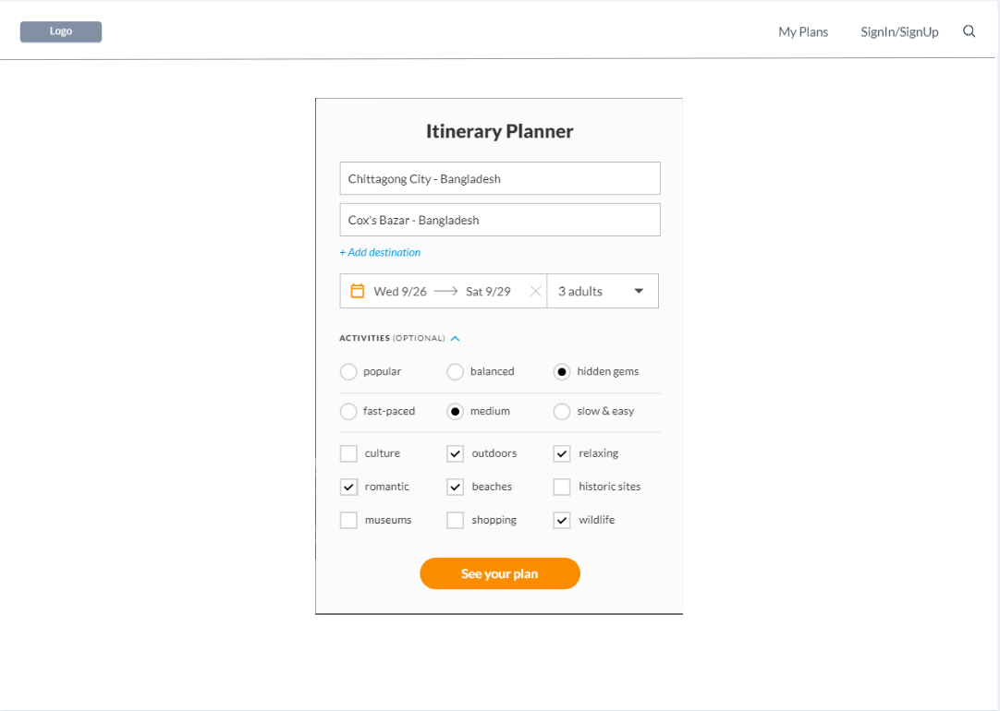 Logo
My Plans SignIn/SignUp
Itinerary Planner
Chittagong City - Bangladesh
Cox's Bazar - Bangladesh
+ Add destination
Wed 9/26 Sat 9/29 3 adults
ACTIVITIES (OPTIONAL)
popular balanced hidden gems
fast-paced medium slow & easy
culture outdoors relaxing
romantic beaches historic sites
museums shopping wildlife
See your plan